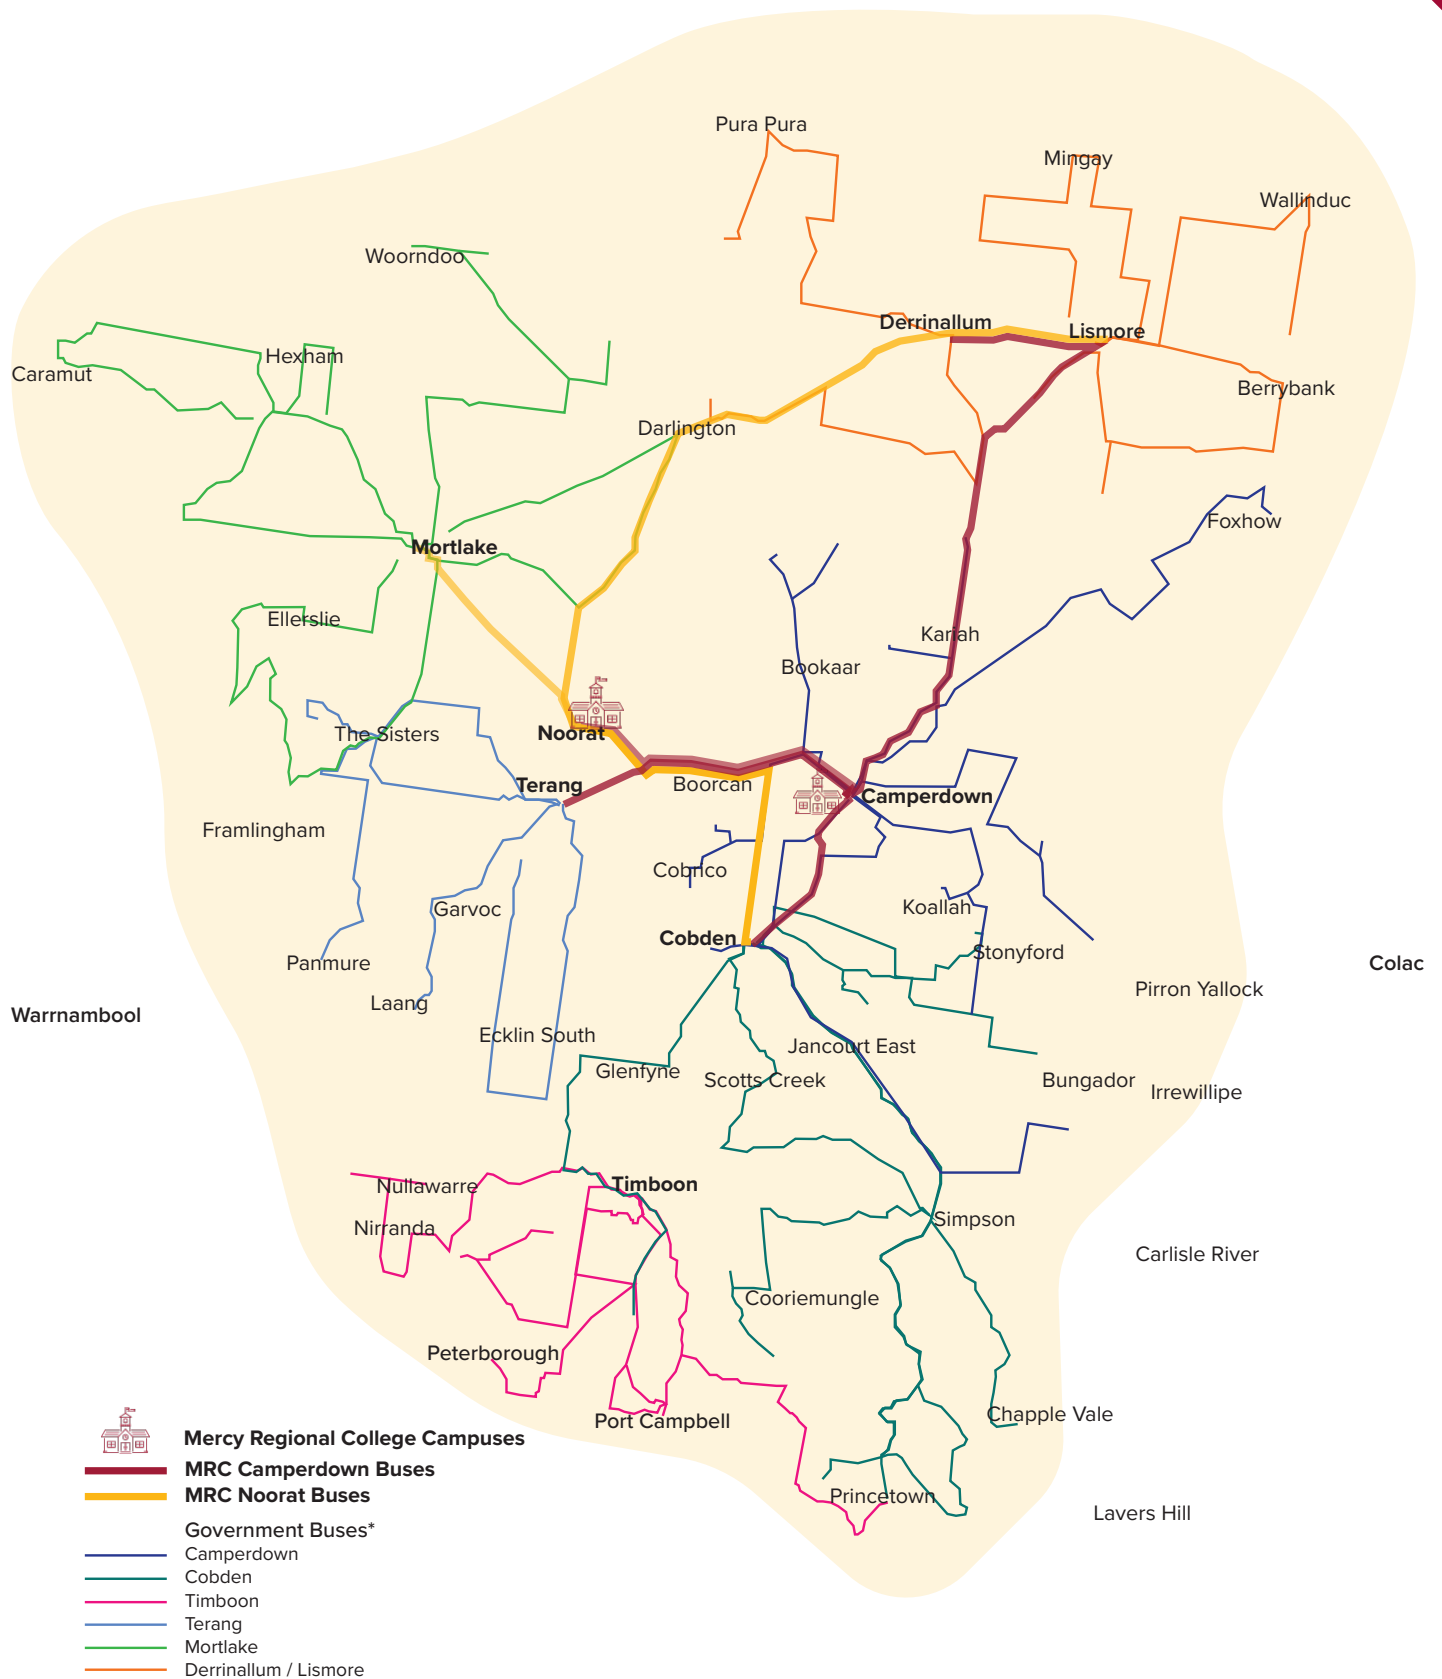 Pura Pura
Mingay
Wallinduc
Woorndoo
Derrinallum
Lismore
Hexham
Caramut
Berrybank
Darlington
Foxhow
Mortlake
Ellerslie
Kariah
Bookaar
The Sisters
Noorat
Terang
Boorcan
Camperdown
Framlingham
Cobrico
Koallah
Garvoc
Cobden
Stonyford
Panmure
Colac
Pirron Yallock
Laang
Warrnambool
Ecklin South
Jancourt East
Glenfyne
Scotts Creek
Bungador
Irrewillipe
Nullawarre
Timboon
Nirranda
Simpson
Carlisle River
Cooriemungle
Peterborough
Port Campbell
Chapple Vale
Princetown
Lavers Hill
Mercy Regional College Campuses
MRC Camperdown Buses
MRC Noorat Buses
Government Buses*
Camperdown
Cobden
Timboon
Terang
Mortlake
Derrinallum / Lismore